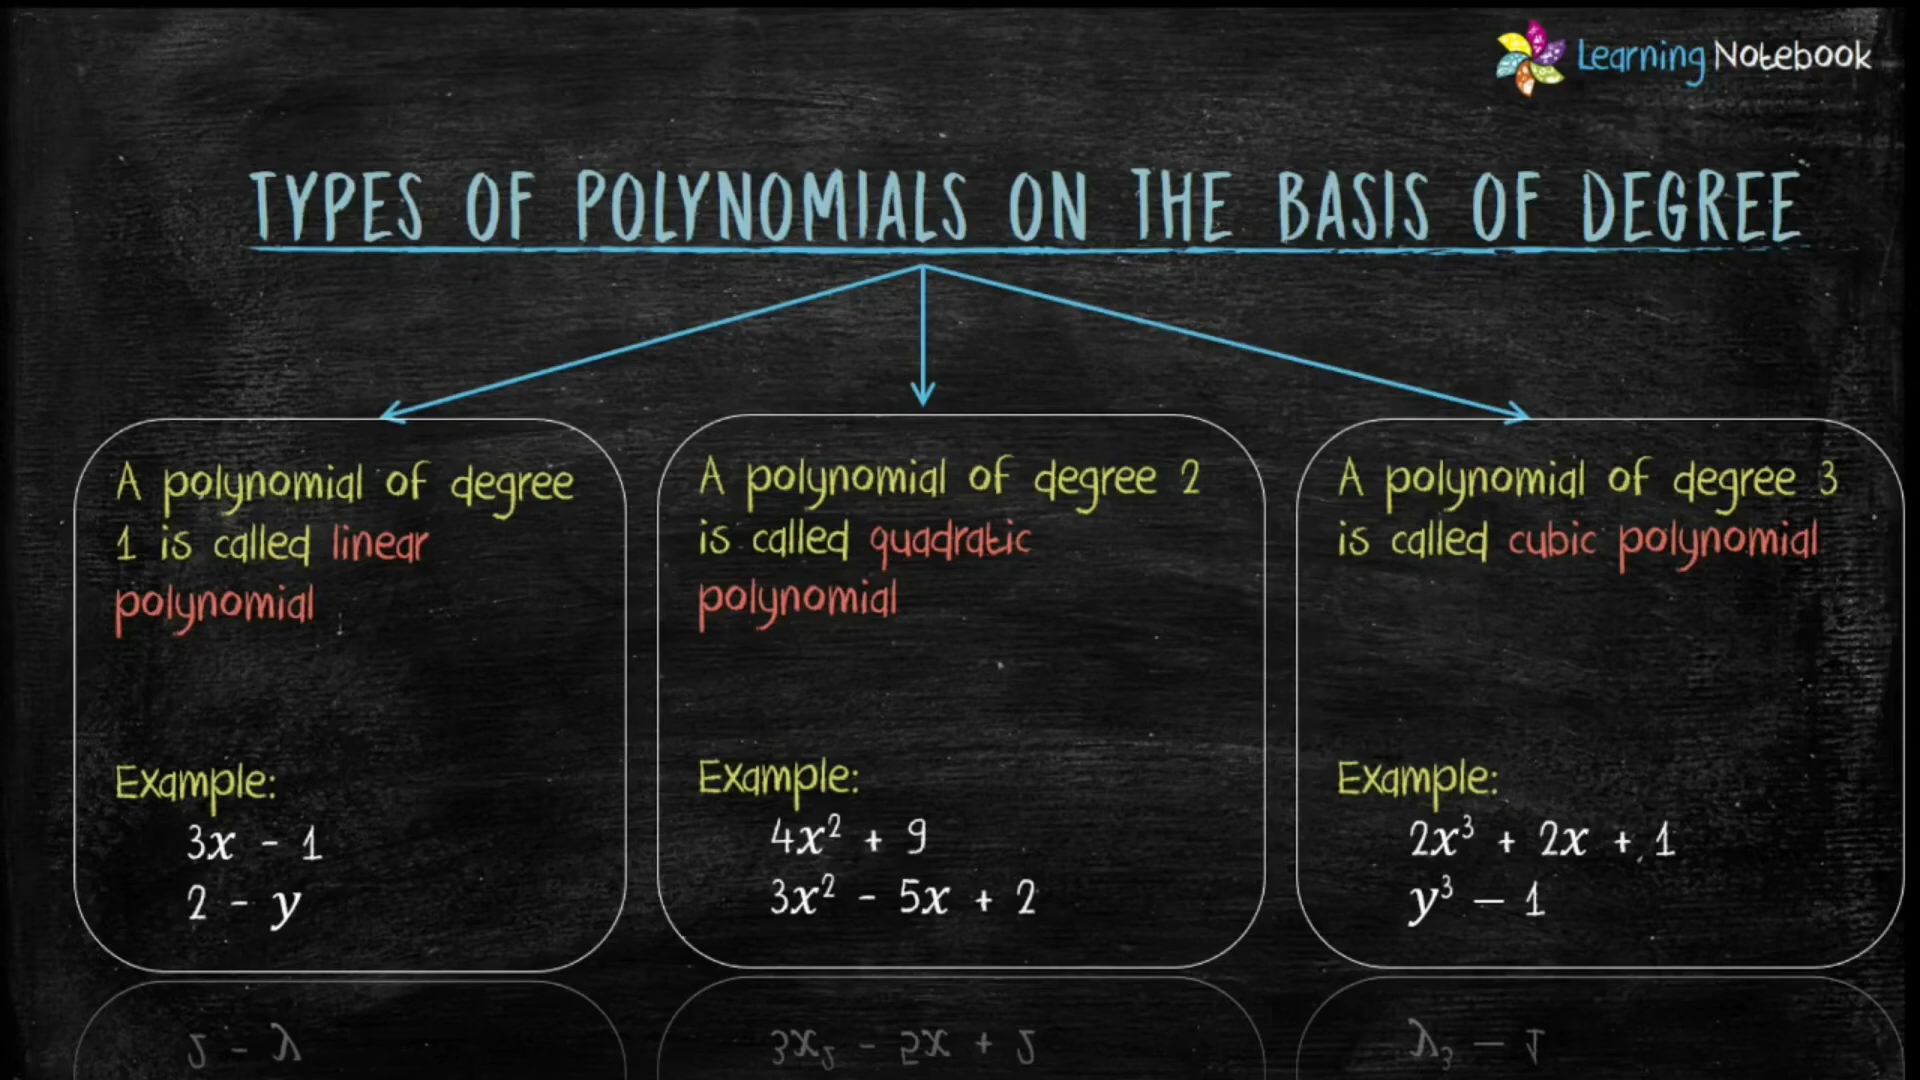 Learning Notebook
TYPES OF POLYNOMIALS ON THE BASIS OF DEGREE
A polynomial of degree
1 is called linear
polynomial
Example:
3x - 1
2 - y
A polynomial of degree 2
is called quadratic
polynomial
Example:
4x² + 9
3x² - 5x + 2
A polynomial of degree 3
is called cubic polynomial
Example:
2x³ + 2x + 1
y³ – 1